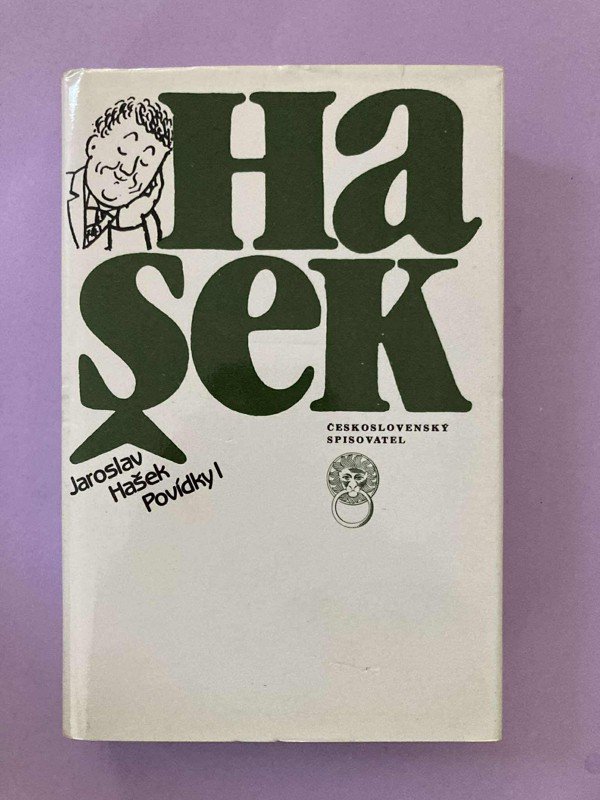 Ha
šek
Jaroslav
Hašek
Povídky I
ČESKOSLOVENSKÝ
SPISOVATEL